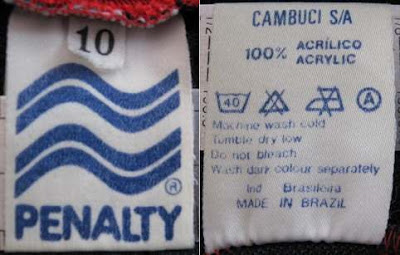 10
®
PENALTY
CAMBUCI S/A
100% ACRÍLICO
ACRYLIC
40 A
Machine wash cold
Tumble dry low
Do not bleach
Wash dark colour separately
Ind Brasileira
MADE IN BRAZIL